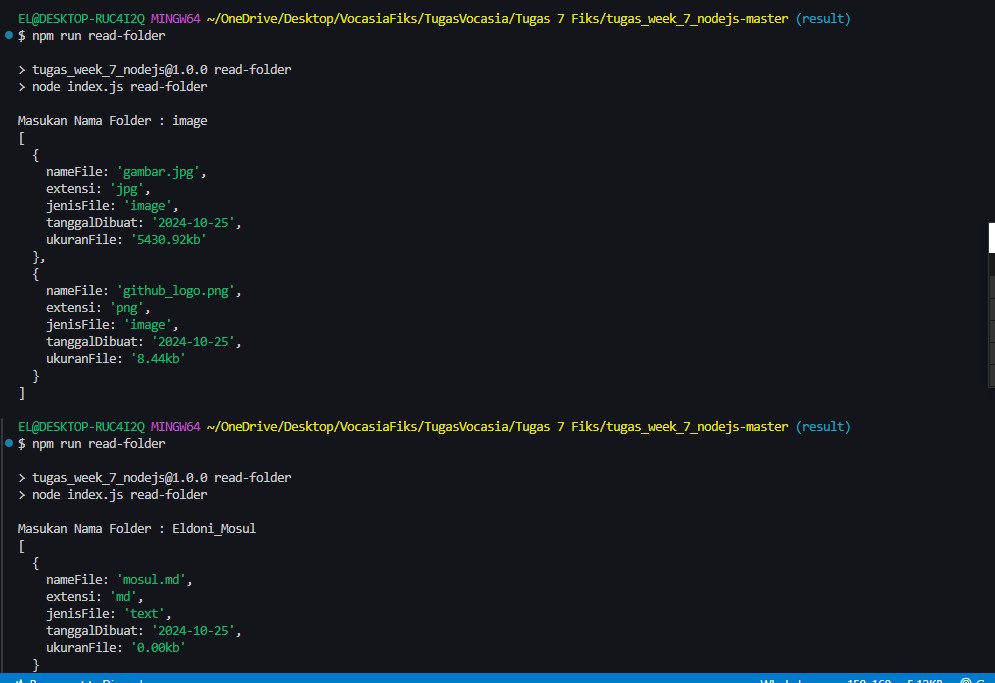 EL@DESKTOP-RUC4I2Q MINGW64 ~/OneDrive/Desktop/VocasiaFiks/TugasVocasia/Tugas 7 Fiks/tugas_week_7_nodejs-master (result)
$ npm run read-folder
> tugas_week_7_nodejs@1.0.0 read-folder
> node index.js read-folder
Masukan Nama Folder : image
[
  {
    nameFile: 'gambar.jpg',
    extensi: 'jpg',
    jenisFile: 'image',
    tanggalDibuat: '2024-10-25',
    ukuranFile: '5430.92kb'
  },
  {
    nameFile: 'github_logo.png',
    extensi: 'png',
    jenisFile: 'image',
    tanggalDibuat: '2024-10-25',
    ukuranFile: '8.44kb'
  }
]
EL@DESKTOP-RUC4I2Q MINGW64 ~/OneDrive/Desktop/VocasiaFiks/TugasVocasia/Tugas 7 Fiks/tugas_week_7_nodejs-master (result)
$ npm run read-folder
> tugas_week_7_nodejs@1.0.0 read-folder
> node index.js read-folder
Masukan Nama Folder : Eldoni_Mosul
[
  {
    nameFile: 'mosul.md',
    extensi: 'md',
    jenisFile: 'text',
    tanggalDibuat: '2024-10-25',
    ukuranFile: '0.00kb'
  }